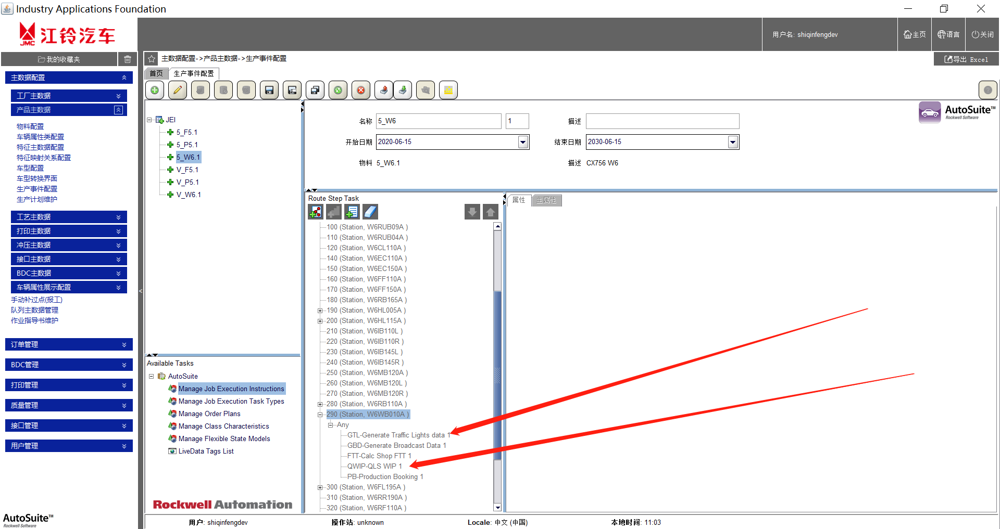 Industry Applications Foundation
JMC 江铃汽车
用户名: shiqinfengdev
主页
语言
关闭
我的收藏夹
主数据配置->产品主数据->生产事件配置
导出 Excel
首页
生产事件配置
主数据配置
工厂主数据
产品主数据
物料配置
车辆属性类配置
特征主数据配置
特征映射关系配置
车型配置
车型转换界面
生产事件配置
生产计划维护
工艺主数据
打印主数据
冲压主数据
接口主数据
BDC主数据
车辆属性展示配置
手动补过点(报工)
队列主数据管理
作业指导书维护
订单管理
BDC管理
打印管理
质量管理
接口管理
用户管理
AutoSuite™
Rockwell Software
JEI
5_F5.1
5_P5.1
5_W6.1
V_F5.1
V_P5.1
V_W6.1
Available Tasks
AutoSuite
Manage Job Execution Instructions
Manage Job Execution Task Types
Manage Order Plans
Manage Class Characteristics
Manage Flexible State Models
LiveData Tags List
Rockwell Automation
名称 5_W6 1 描述
开始日期 2020-06-15 结束日期 2030-06-15
物料 5_W6.1 描述 CX756 W6
AutoSuite™
Rockwell Software
Route Step Task
属性
主属性
100 (Station, W6RUB09A )
110 (Station, W6RUB04A )
120 (Station, W6CL110A )
140 (Station, W6EC110A )
150 (Station, W6EC150A )
160 (Station, W6FF110A )
170 (Station, W6FF150A )
180 (Station, W6RB165A )
190 (Station, W6HL005A )
200 (Station, W6HL115A )
210 (Station, W6IB110L )
220 (Station, W6IB110R )
230 (Station, W6IB145L )
240 (Station, W6IB145R )
250 (Station, W6MB120A )
260 (Station, W6MB120L )
270 (Station, W6MB120R )
280 (Station, W6RB110A )
290 (Station, W6WB010A )
Any
GTL-Generate Traffic Lights data 1
GBD-Generate Broadcast Data 1
FTT-Calc Shop FTT 1
QWIP-QLS WIP 1
PB-Production Booking 1
300 (Station, W6FL195A )
310 (Station, W6RR190A )
320 (Station, W6RF110A )
用户: shiqinfengdev
操作站: unknown
Locale: 中文 (中国)
本地时间: 11:03